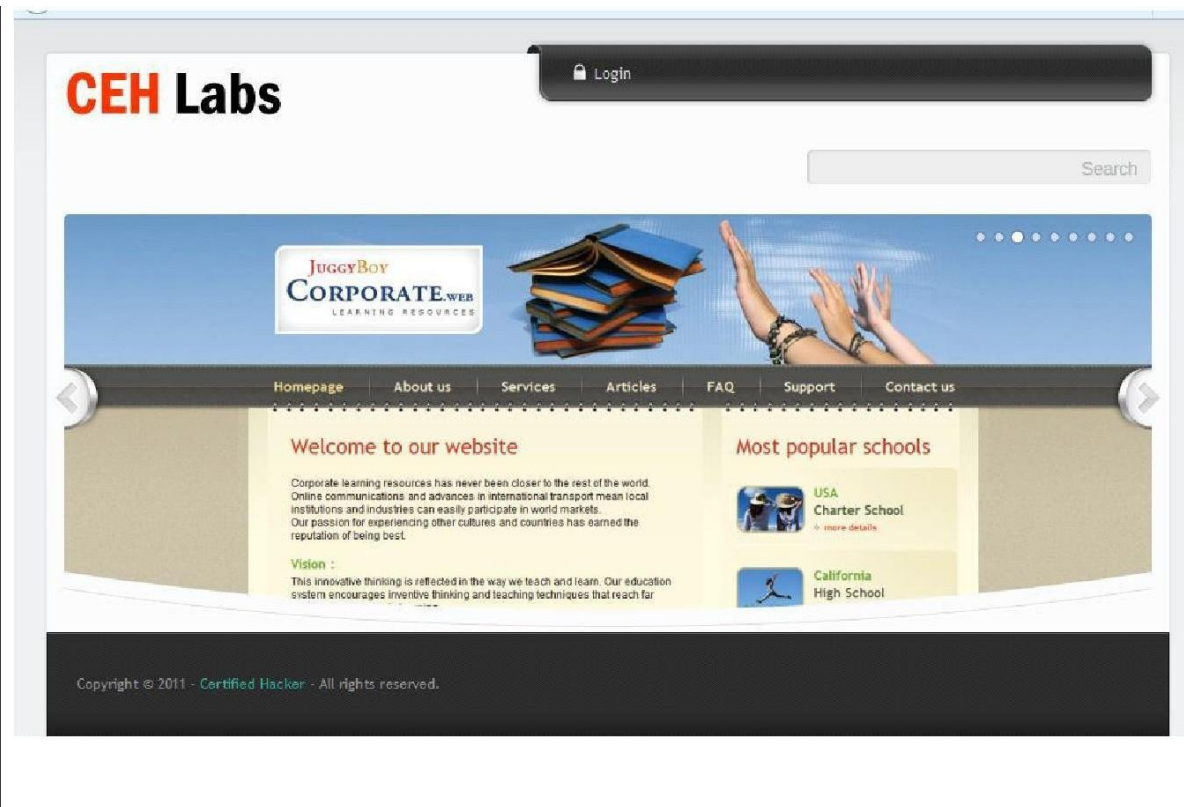 CEH Labs
Login
Search
JUGGYBOY
CORPORATE.WEB
LEARNING RESOURCES
Homepage About us Services Articles FAQ Support Contact us
Welcome to our website
Corporate learning resources has never been closer to the rest of the world.
Online communications and advances in international transport mean local
institutions and industries can easily participate in world markets.
Our passion for experiencing other cultures and countries has earned the
reputation of being best.
Vision :
This innovative thinking is reflected in the way we teach and learn. Our education
system encourages inventive thinking and teaching techniques that reach far
Most popular schools
USA
Charter School
+ more details
California
High School
Copyright © 2011 - Certified Hacker - All rights reserved.